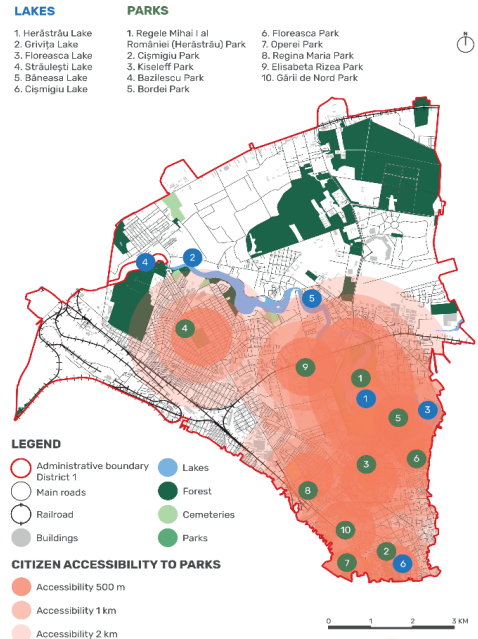 LAKES
1. Herăstrău Lake
2. Grivița Lake
3. Floreasca Lake
4. Străulești Lake
5. Băneasa Lake
6. Cișmigiu Lake
PARKS
1. Regele Mihai I al
României (Herăstrău) Park
2. Cișmigiu Park
3. Kiseleff Park
4. Bazilescu Park
5. Bordei Park
6. Floreasca Park
7. Operei Park
8. Regina Maria Park
9. Elisabeta Rizea Park
10. Gării de Nord Park
N
4
2
5
4
9
1
1
3
5
6
3
8
10
2
7
6
LEGEND
Administrative boundary
District 1
Main roads
Railroad
Buildings
Lakes
Forest
Cemeteries
Parks
CITIZEN ACCESSIBILITY TO PARKS
Accessibility 500 m
Accessibility 1 km
Accessibility 2 km
0 1 2 3 KM